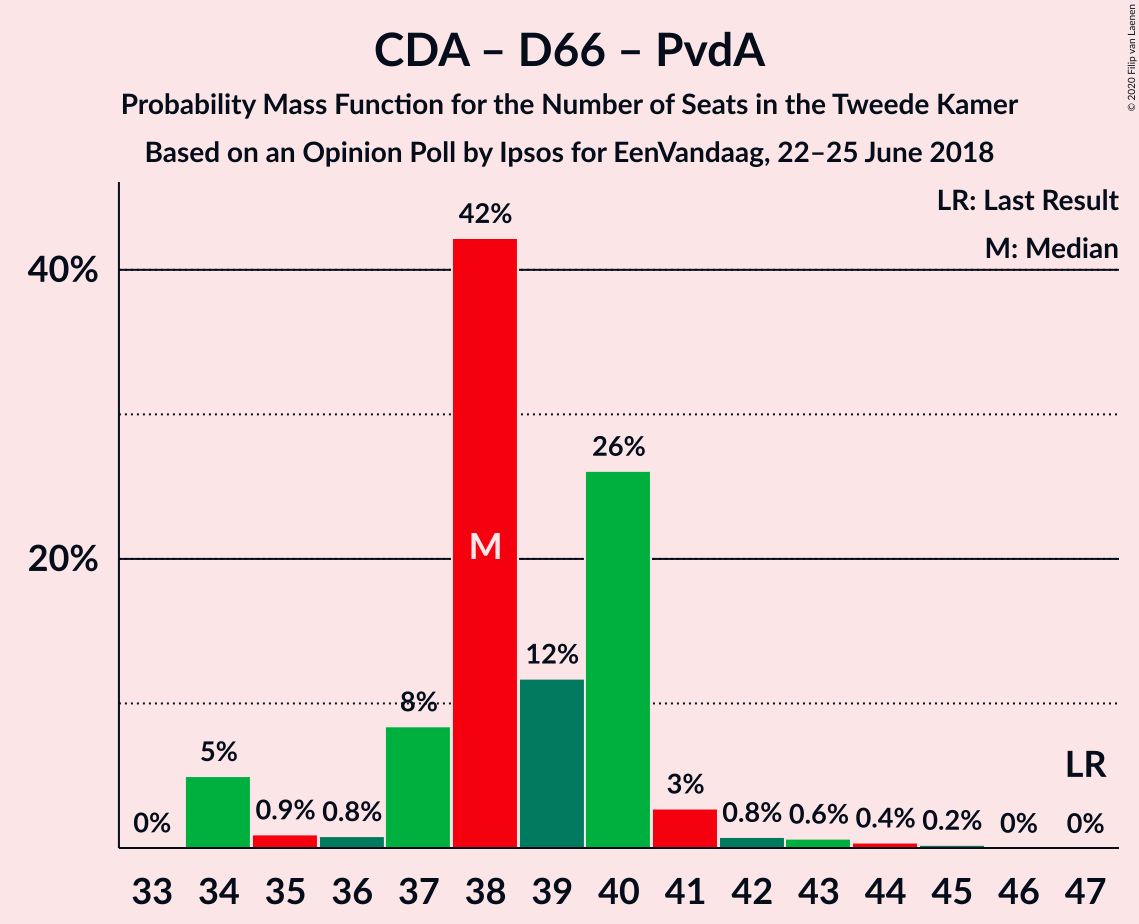 CDA – D66 – PvdA
Probability Mass Function for the Number of Seats in the Tweede Kamer
Based on an Opinion Poll by Ipsos for EenVandaag, 22–25 June 2018
© 2020 Filip van Laenen
LR: Last Result
M: Median
42%
40%
26%
M
20%
12%
8%
5%
LR
3%
0%
0.9%
0.8%
0.8%
0.6%
0.4%
0.2%
0%
0%
33 34 35 36 37 38 39 40 41 42 43 44 45 46 47